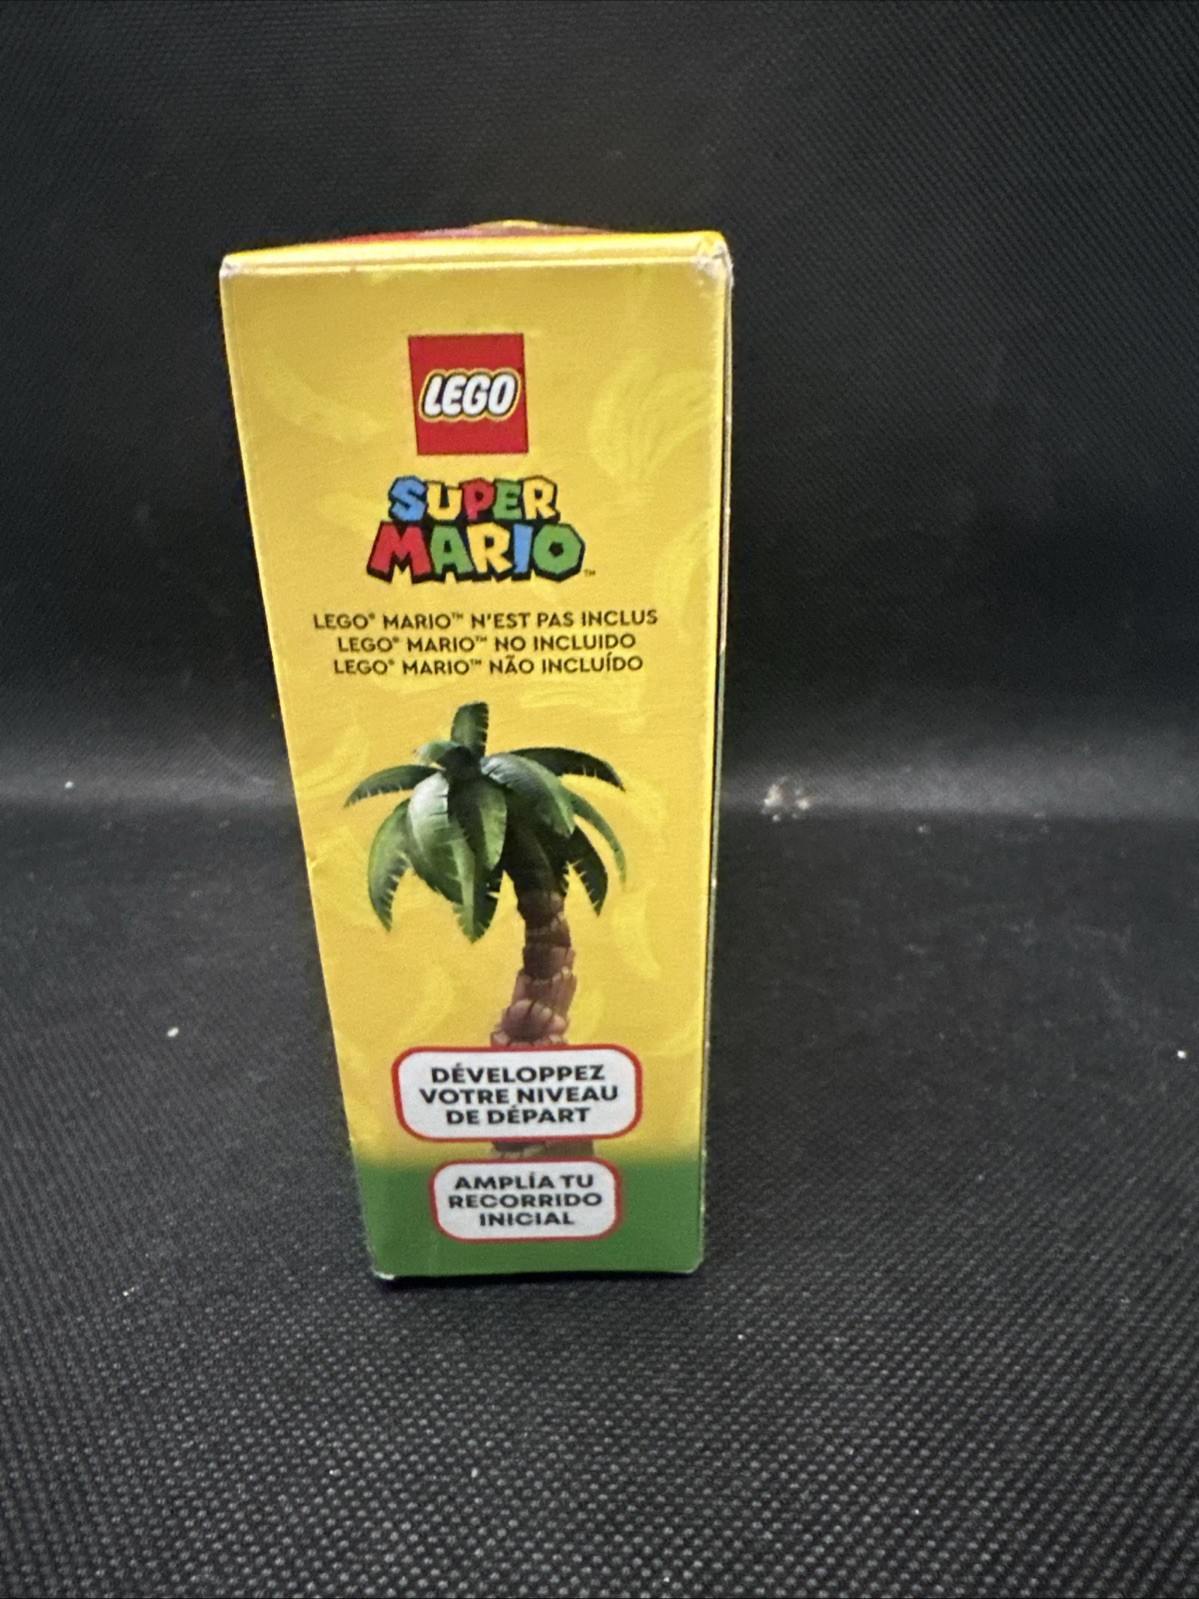 LEGO
SUPER
MARIO™
LEGO® MARIO™ N'EST PAS INCLUS
LEGO® MARIO™ NO INCLUIDO
LEGO® MARIO™ NÃO INCLUÍDO
DÉVELOPPEZ
VOTRE NIVEAU
DE DÉPART
AMPLÍA TU
RECORRIDO
INICIAL